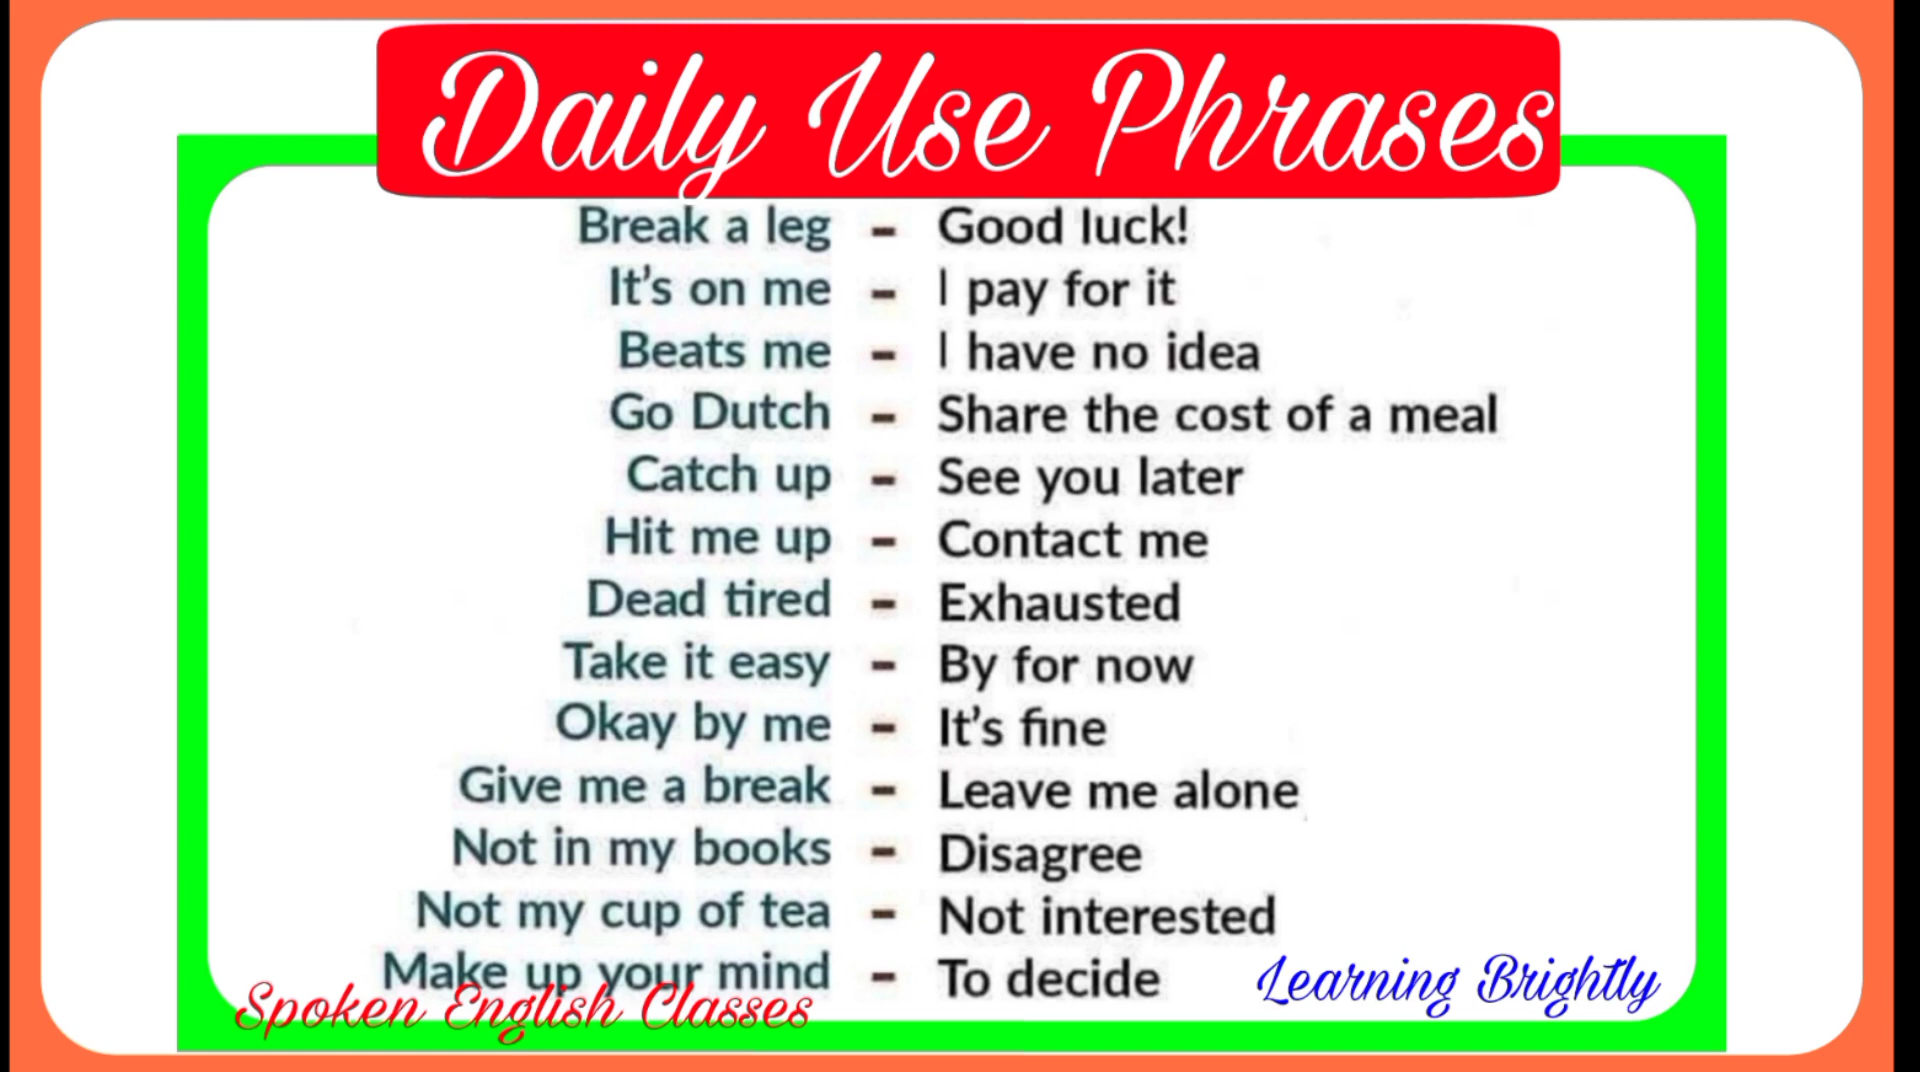 Daily Use Phrases
Break a leg - Good luck!
It's on me - I pay for it
Beats me - I have no idea
Go Dutch - Share the cost of a meal
Catch up - See you later
Hit me up - Contact me
Dead tired - Exhausted
Take it easy - By for now
Okay by me - It's fine
Give me a break - Leave me alone
Not in my books - Disagree
Not my cup of tea - Not interested
Make up your mind - To decide
Spoken English Classes
Learning Brightly